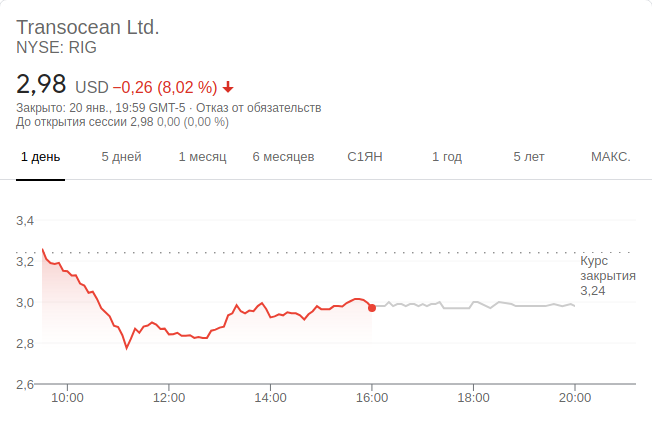 Transocean Ltd.
NYSE: RIG
2,98 USD −0,26 (8,02 %)
Закрыто: 20 янв., 19:59 GMT-5 · Отказ от обязательств
До открытия сессии 2,98 0,00 (0,00 %)
1 день 5 дней 1 месяц 6 месяцев С1ЯН 1 год 5 лет МАКС.
3,4
3,2
3,0
2,8
2,6
Курс
закрытия
3,24
10:00 12:00 14:00 16:00 18:00 20:00